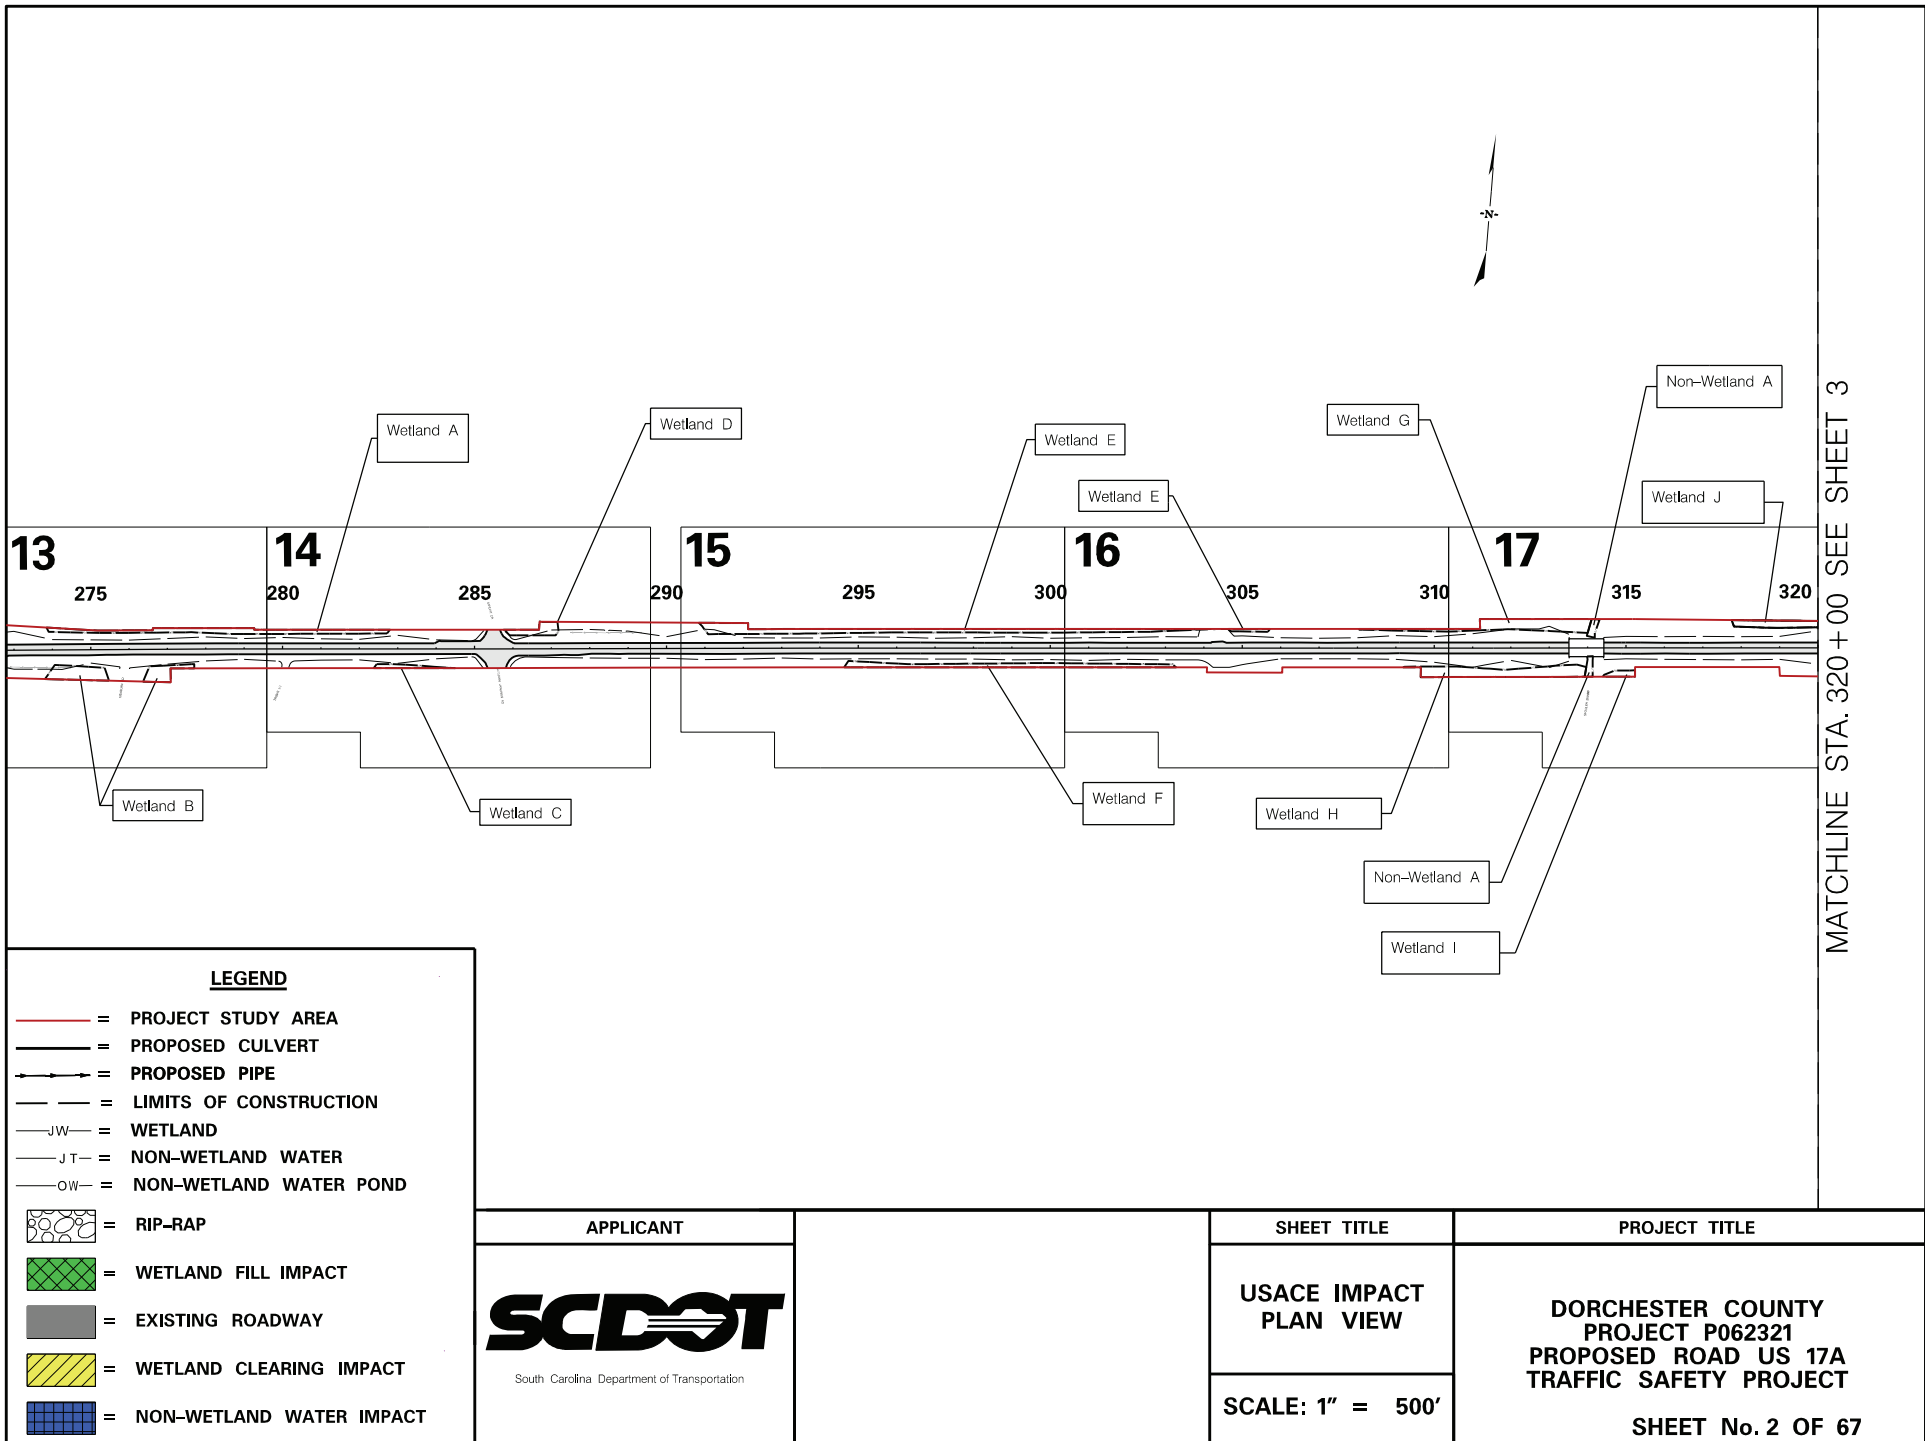 -N-
Non-Wetland A
Wetland A
Wetland D
Wetland E
Wetland G
Wetland E
Wetland J
13
14
15
16
17
275
280
285
290
295
300
305
310
315
320
MATCHLINE STA. 320+00 SEE SHEET 3
Wetland B
Wetland C
Wetland F
Wetland H
Non-Wetland A
Wetland I
LEGEND
= PROJECT STUDY AREA
= PROPOSED CULVERT
= PROPOSED PIPE
= LIMITS OF CONSTRUCTION
JW = WETLAND
JT = NON-WETLAND WATER
OW = NON-WETLAND WATER POND
= RIP-RAP
= WETLAND FILL IMPACT
= EXISTING ROADWAY
= WETLAND CLEARING IMPACT
= NON-WETLAND WATER IMPACT
APPLICANT
SCDOT
South Carolina Department of Transportation
SHEET TITLE
USACE IMPACT
PLAN VIEW
SCALE: 1" = 500'
PROJECT TITLE
DORCHESTER COUNTY
PROJECT P062321
PROPOSED ROAD US 17A
TRAFFIC SAFETY PROJECT
SHEET No. 2 OF 67